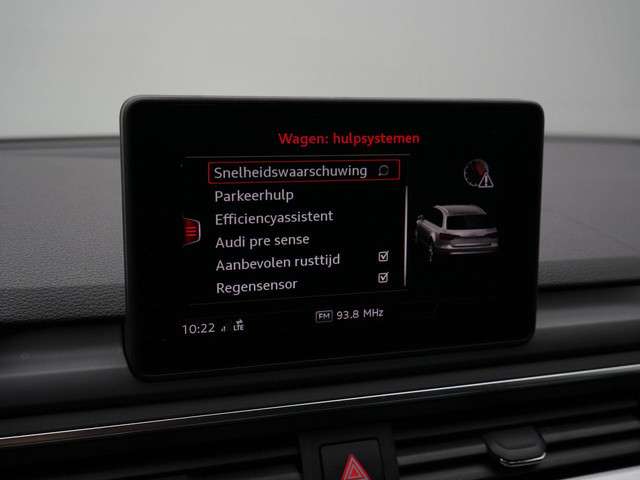 Wagen: hulpsystemen
Snelheidswaarschuwing
Parkeerhulp
Efficiencyassistent
Audi pre sense
Aanbevolen rusttijd
Regensensor
10:22 LTE FM 93.8 MHz